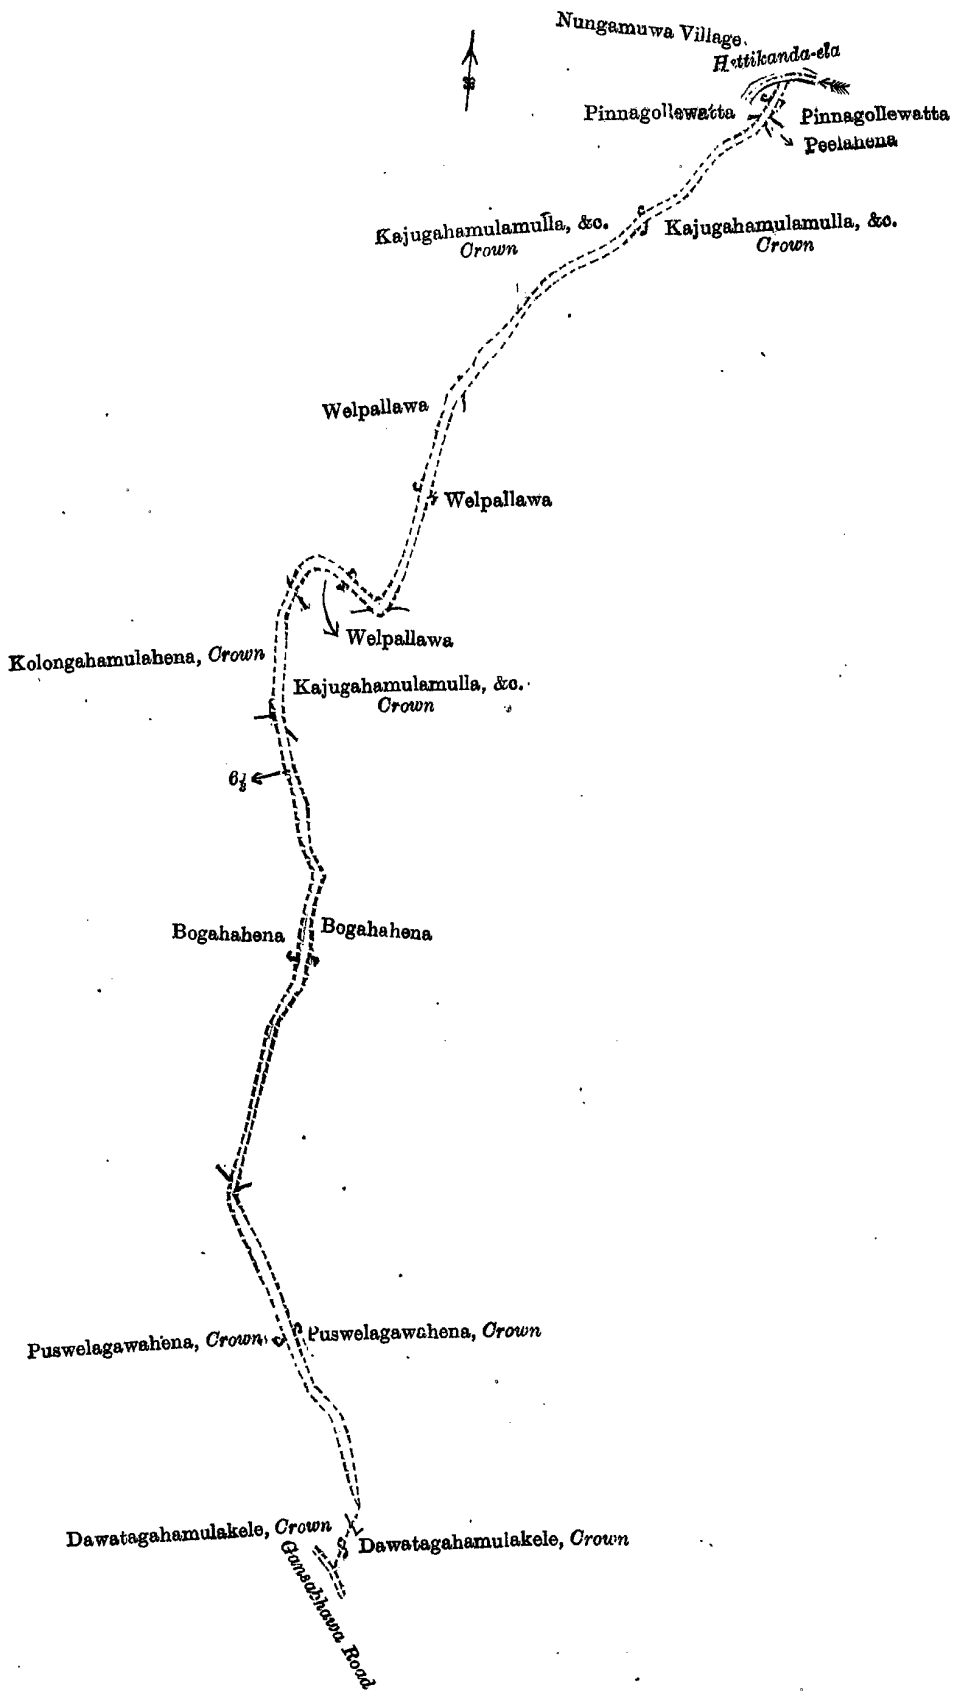 Nungamuwa Village.
Hettikanda-ela
Pinnagollewatta
Pinnagollewatta
Peelahena
Kajugahamulamulla, &c.
Crown
Kajugahamulamulla, &c.
Crown
Welpallawa
Welpallawa
Welpallawa
Kolongahamulahena, Crown
Kajugahamulamulla, &c.
Crown
Bogahahena
Bogahahena
Puswelagawahena, Crown
Puswelagawahena, Crown
Dawatagahamulakele, Crown
Dawatagahamulakele, Crown
Gansabhawa Road